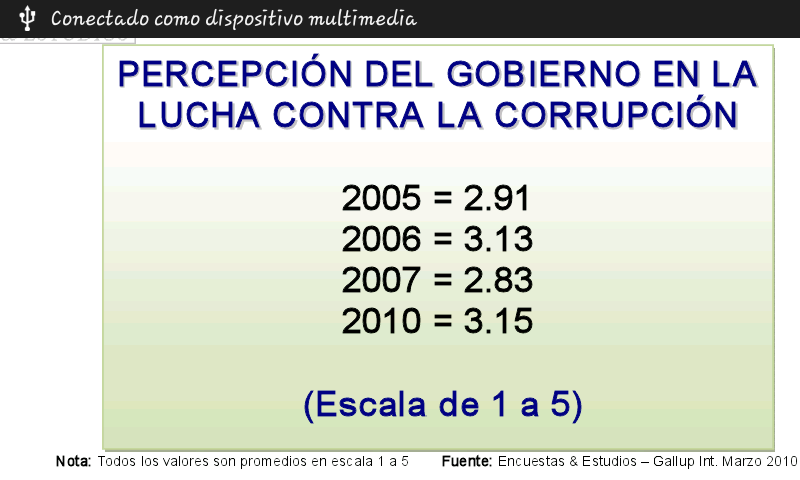 Conectado como dispositivo multimedia
PERCEPCIÓN DEL GOBIERNO EN LA
LUCHA CONTRA LA CORRUPCIÓN
2005 = 2.91
2006 = 3.13
2007 = 2.83
2010 = 3.15
(Escala de 1 a 5)
Nota: Todos los valores son promedios en escala 1 a 5 Fuente: Encuestas & Estudios – Gallup Int. Marzo 2010